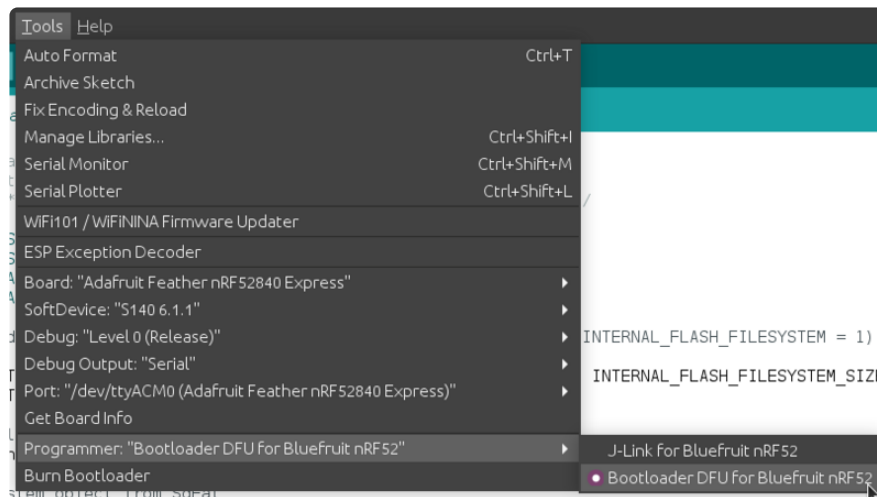 Tools Help
Auto Format Ctrl+T
Archive Sketch
Fix Encoding & Reload
Manage Libraries... Ctrl+Shift+I
Serial Monitor Ctrl+Shift+M
Serial Plotter Ctrl+Shift+L
WiFi101 / WiFiNINA Firmware Updater
ESP Exception Decoder
Board: "Adafruit Feather nRF52840 Express"
SoftDevice: "S140 6.1.1"
Debug: "Level 0 (Release)"
INTERNAL_FLASH_FILESYSTEM = 1)
Debug Output: "Serial"
INTERNAL_FLASH_FILESYSTEM_SIZ
Port: "/dev/ttyACM0 (Adafruit Feather nRF52840 Express)"
Get Board Info
Programmer: "Bootloader DFU for Bluefruit nRF52"
J-Link for Bluefruit nRF52
Burn Bootloader
Bootloader DFU for Bluefruit nRF52